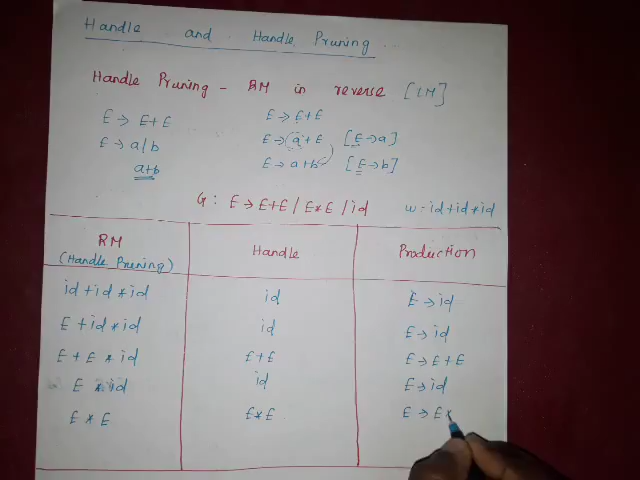 Handle and Handle Pruning ...
Handle Pruning - RM in reverse [LM]
E → E+E E → E+E
E → a/b E → a + E [E → a]
a+b E → a+b [E → b]
G: E → E+E / E*E / id w = id+id*id
RM Handle Production
(Handle Pruning)
id+id*id id E → id
E+id*id id E → id
E+E*id E+E E → E+E
E*id id E → id
E*E E*E E → E*